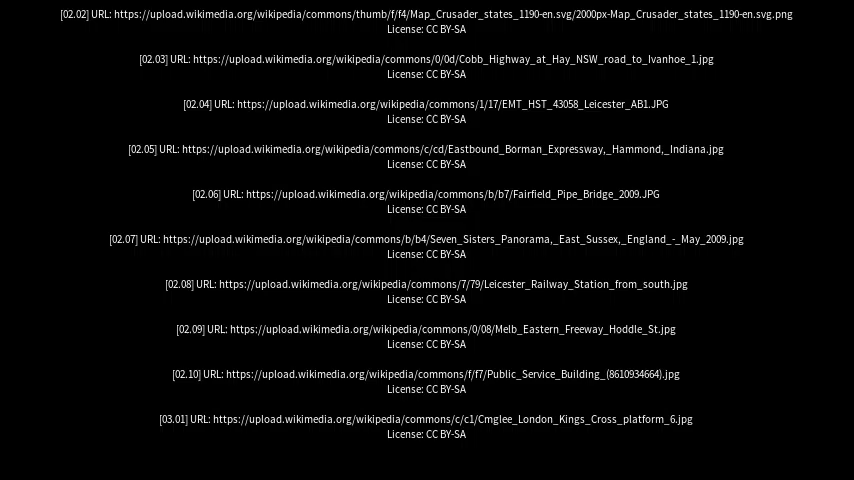 [02.02] URL: https://upload.wikimedia.org/wikipedia/commons/thumb/f/f4/Map_Crusader_states_1190-en.svg/2000px-Map_Crusader_states_1190-en.svg.png
License: CC BY-SA
[02.03] URL: https://upload.wikimedia.org/wikipedia/commons/0/0d/Cobb_Highway_at_Hay_NSW_road_to_Ivanhoe_1.jpg
License: CC BY-SA
[02.04] URL: https://upload.wikimedia.org/wikipedia/commons/1/17/EMT_HST_43058_Leicester_AB1.JPG
License: CC BY-SA
[02.05] URL: https://upload.wikimedia.org/wikipedia/commons/c/cd/Eastbound_Borman_Expressway,_Hammond,_Indiana.jpg
License: CC BY-SA
[02.06] URL: https://upload.wikimedia.org/wikipedia/commons/b/b7/Fairfield_Pipe_Bridge_2009.JPG
License: CC BY-SA
[02.07] URL: https://upload.wikimedia.org/wikipedia/commons/b/b4/Seven_Sisters_Panorama,_East_Sussex,_England_-_May_2009.jpg
License: CC BY-SA
[02.08] URL: https://upload.wikimedia.org/wikipedia/commons/7/79/Leicester_Railway_Station_from_south.jpg
License: CC BY-SA
[02.09] URL: https://upload.wikimedia.org/wikipedia/commons/0/08/Melb_Eastern_Freeway_Hoddle_St.jpg
License: CC BY-SA
[02.10] URL: https://upload.wikimedia.org/wikipedia/commons/f/f7/Public_Service_Building_(8610934664).jpg
License: CC BY-SA
[03.01] URL: https://upload.wikimedia.org/wikipedia/commons/c/c1/Cmglee_London_Kings_Cross_platform_6.jpg
License: CC BY-SA